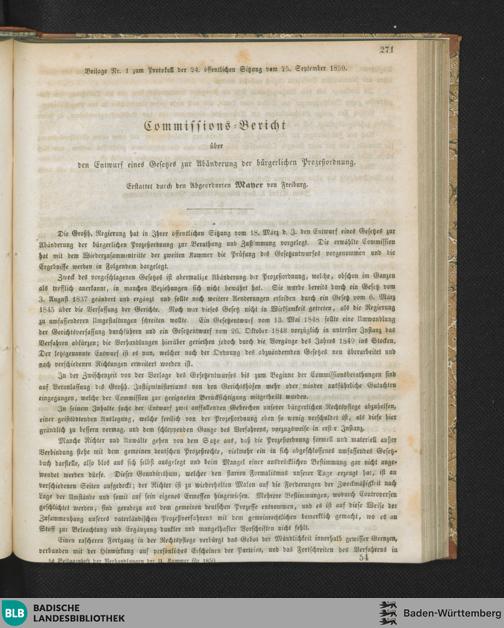 271
Beilage Nr. 1 zum Protokoll der 24. öffentlichen Sitzung vom 25. September 1850.
Commissions-Bericht
über
den Entwurf eines Gesetzes zur Abänderung der bürgerlichen Prozeßordnung.
Erstattet durch den Abgeordneten Mayer von Freiburg.
Die Großh. Regierung hat in Ihrer öffentlichen Sitzung vom 18. März d. J. den Entwurf eines Gesetzes zur
Abänderung der bürgerlichen Prozeßordnung zur Berathung und Zustimmung vorgelegt. Die erwählte Commission
hat mit dem Wiederzusammentritte der zweiten Kammer die Prüfung des Gesetzentwurfes vorgenommen und die
Ergebnisse werden in Folgendem dargelegt.
Zweck des vorgeschlagenen Gesetzes ist abermalige Abänderung der Prozeßordnung, welche, obschon im Ganzen
als trefflich anerkannt, in manchen Beziehungen sich nicht bewährt hat. Sie wurde bereits durch ein Gesetz vom
3. August 1837 geändert und ergänzt und sollte noch weitere Aenderungen erleiden durch ein Gesetz vom 6. März
1845 über die Verfassung der Gerichte. Noch war dieses Gesetz nicht in Wirksamkeit getreten, als die Regierung
zu umfassenderen Umgestaltungen schreiten wollte. Ein Gesetzentwurf vom 13. Mai 1848 sollte eine Umwandlung
der Gerichtsverfassung durchführen und ein Gesetzentwurf vom 26. Oktober 1848 vorzüglich in unterster Instanz das
Verfahren abkürzen; die Verhandlungen hierüber geriethen jedoch durch die Vorgänge des Jahres 1849 ins Stocken.
Der letztgenannte Entwurf ist es nun, welcher nach der Ordnung des abzuändernden Gesetzes neu überarbeitet und
nach verschiedenen Richtungen erweitert worden ist.
In der Zwischenzeit von der Vorlage des Gesetzentwurfes bis zum Beginne der Commissionsberathungen sind
auf Veranlassung des Großh. Justizministeriums von den Gerichtshöfen mehr oder minder ausführliche Gutachten
eingegangen, welche der Commission zur geeigneten Berücksichtigung mitgetheilt wurden.
In seinem Inhalte sucht der Entwurf zwei auffallenden Gebrechen unserer bürgerlichen Rechtspflege abzuhelfen,
einer geisttödtenden Auslegung, welche freilich von der Prozeßordnung eben so wenig verschuldet ist, als diese hier
gründlich zu bessern vermag, und dem schleppenden Gange des Verfahrens, vorzugsweise in erster Instanz.
Manche Richter und Anwälte gehen von dem Satze aus, daß die Prozeßordnung formell und materiell außer
Verbindung stehe mit dem gemeinen deutschen Prozeßrechte, vielmehr ein in sich abgeschlossenes umfassendes Gesetz-
buch darstelle, also blos aus sich selbst ausgelegt und beim Mangel einer ausdrücklichen Bestimmung gar nicht ange-
wendet werden dürfe. Dieser Grundirrthum, welcher den starren Formalismus unserer Tage erzeugt hat, ist an
verschiedenen Seiten aufgedeckt; der Richter ist zu wiederholten Malen auf die Forderungen der Zweckmäßigkeit nach
Lage der Umstände und somit auf sein eigenes Ermessen hingewiesen. Mehrere Bestimmungen, wodurch Controversen
geschlichtet werden, sind geradezu aus dem gemeinen deutschen Prozesse entnommen, und es ist auf diese Weise der
Zusammenhang unseres vaterländischen Prozeßverfahrens mit dem gemeinrechtlichen bemerklich gemacht, wo es an
Stoff zur Beleuchtung und Ergänzung dunkler und mangelhafter Vorschriften nicht fehlt.
Einen rascheren Fortgang in der Rechtspflege verbürgt das Gebot der Mündlichkeit innerhalb gewisser Grenzen,
verbunden mit der Hinwirkung auf persönliches Erscheinen der Parteien, und das Fortschreiten des Verfahrens in
Beilagenheft der Verhandlungen der II. Kammer für 1850
54
BLB BADISCHE
LANDESBIBLIOTHEK
Baden-Württemberg